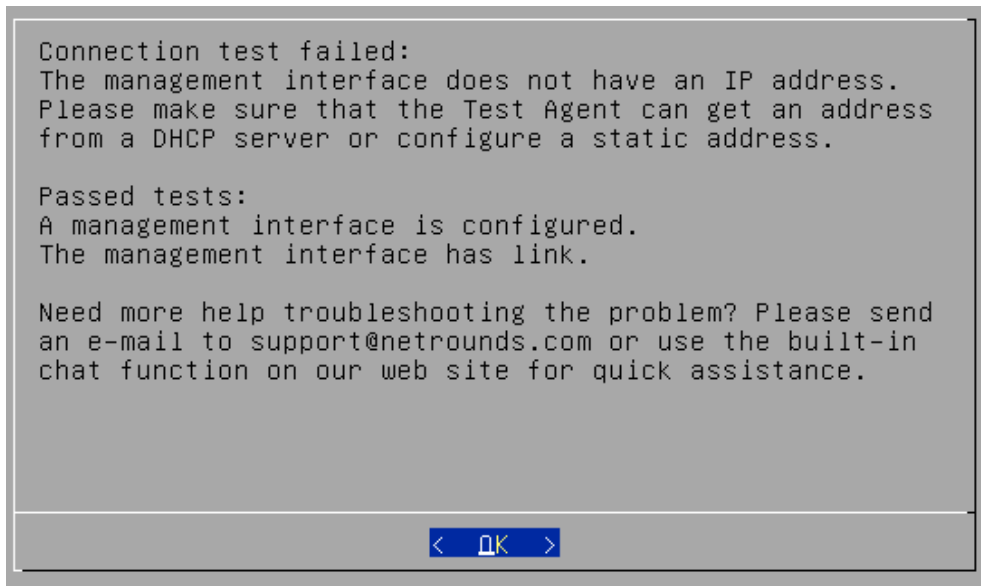 Connection test failed:
The management interface does not have an IP address.
Please make sure that the Test Agent can get an address
from a DHCP server or configure a static address.
Passed tests:
A management interface is configured.
The management interface has link.
Need more help troubleshooting the problem? Please send
an e-mail to support@netrounds.com or use the built-in
chat function on our web site for quick assistance.
< OK >